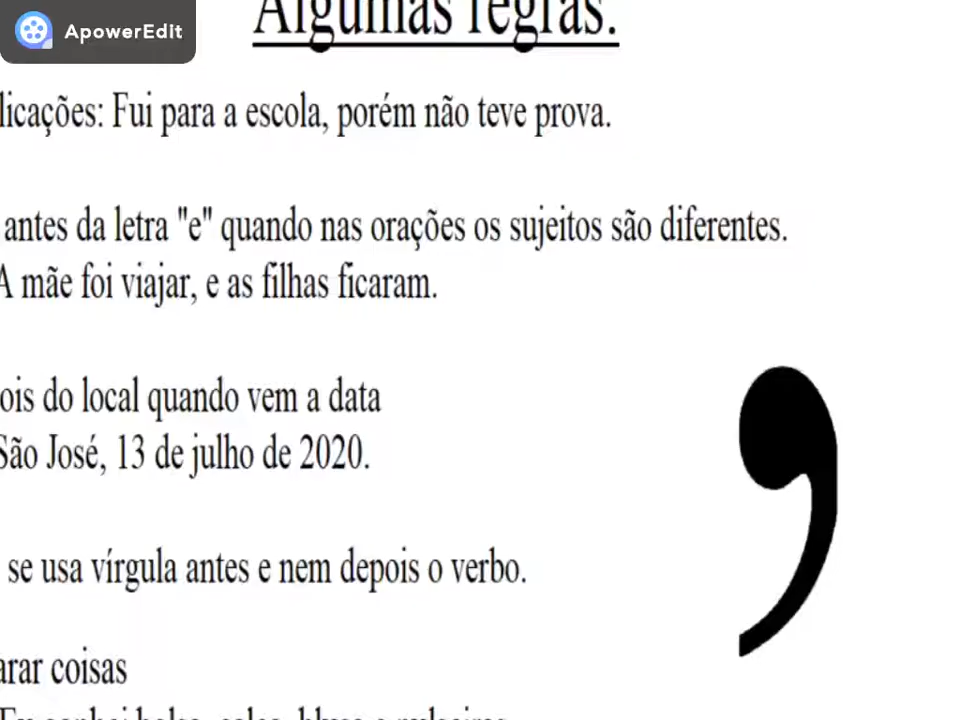 ApowerEdit
Algumas regras.
licações: Fui para a escola, porém não teve prova.
antes da letra "e" quando nas orações os sujeitos são diferentes.
A mãe foi viajar, e as filhas ficaram.
ois do local quando vem a data
São José, 13 de julho de 2020.
se usa vírgula antes e nem depois o verbo.
arar coisas
,